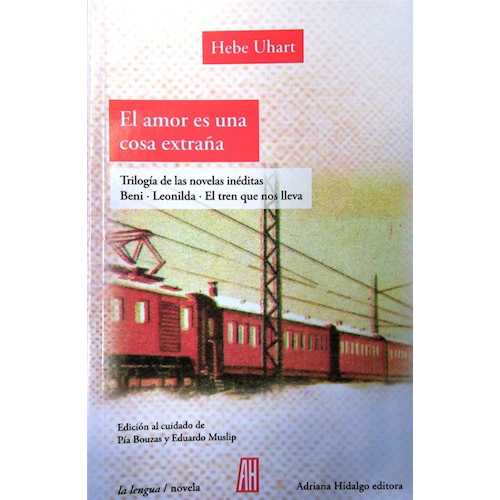 Hebe Uhart
El amor es una
cosa extraña
Trilogía de las novelas inéditas
Beni · Leonilda · El tren que nos lleva
Edición al cuidado de
Pía Bouzas y Eduardo Muslip
la lengua / novela
AH
Adriana Hidalgo editora